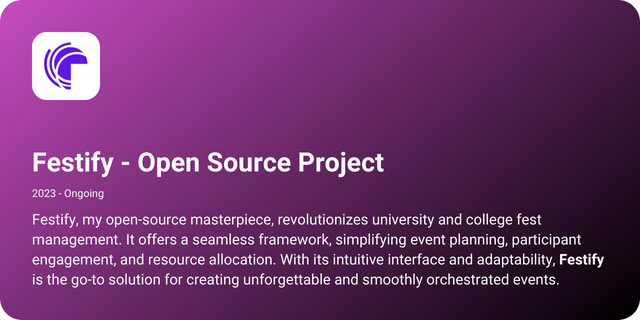 Festify - Open Source Project
2023 - Ongoing
Festify, my open-source masterpiece, revolutionizes university and college fest
management. It offers a seamless framework, simplifying event planning, participant
engagement, and resource allocation. With its intuitive interface and adaptability, Festify
is the go-to solution for creating unforgettable and smoothly orchestrated events.